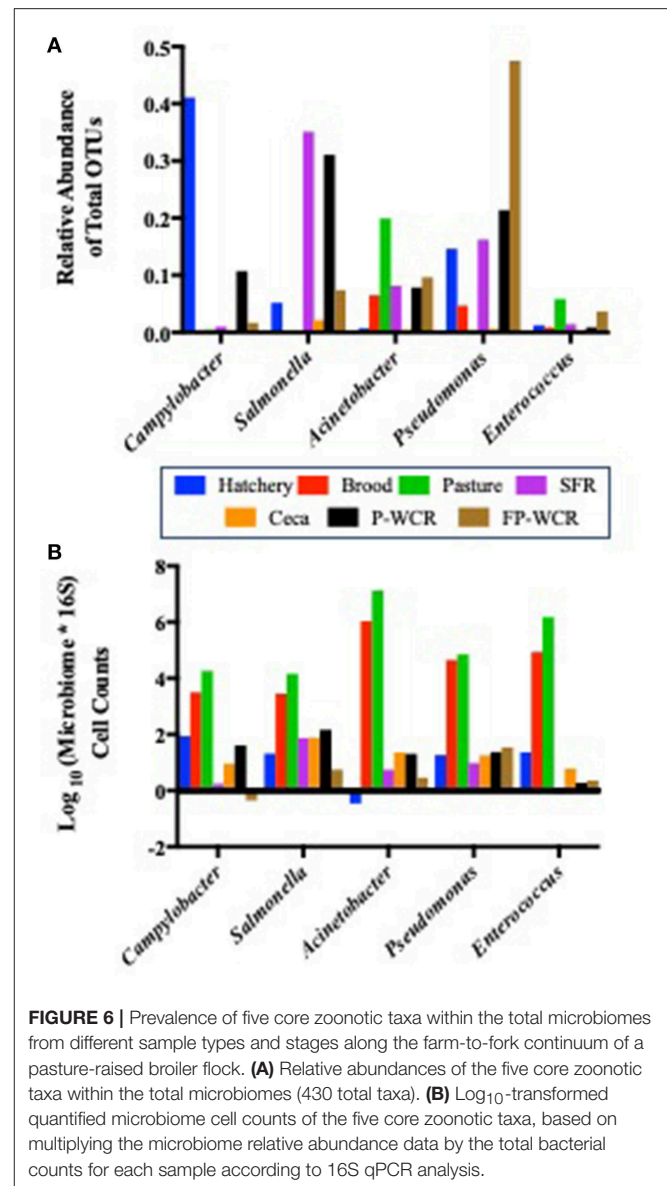 A
0.5
0.4
0.3
0.2
0.1
0.0
Relative Abundance
of Total OTUs
Campylobacter
Salmonella
Acinetobacter
Pseudomonas
Enterococcus
Hatchery Brood Pasture SFR
Ceca P-WCR FP-WCR
B
8
6
4
2
0
-2
Log10 (Microbiome * 16S)
Cell Counts
Campylobacter
Salmonella
Acinetobacter
Pseudomonas
Enterococcus
FIGURE 6 | Prevalence of five core zoonotic taxa within the total microbiomes
from different sample types and stages along the farm-to-fork continuum of a
pasture-raised broiler flock. (A) Relative abundances of the five core zoonotic
taxa within the total microbiomes (430 total taxa). (B) Log10-transformed
quantified microbiome cell counts of the five core zoonotic taxa, based on
multiplying the microbiome relative abundance data by the total bacterial
counts for each sample according to 16S qPCR analysis.